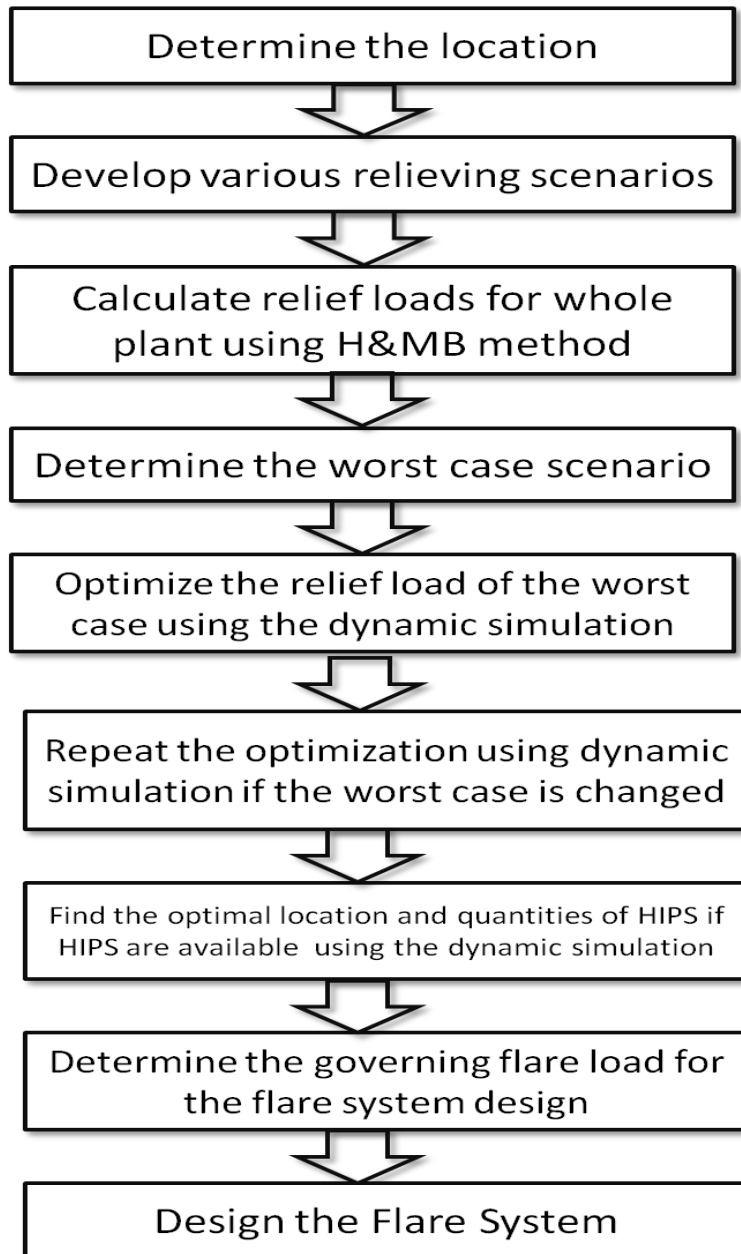 Determine the location
Develop various relieving scenarios
Calculate relief loads for whole
plant using H&MB method
Determine the worst case scenario
Optimize the relief load of the worst
case using the dynamic simulation
Repeat the optimization using dynamic
simulation if the worst case is changed
Find the optimal location and quantities of HIPS if
HIPS are available using the dynamic simulation
Determine the governing flare load for
the flare system design
Design the Flare System